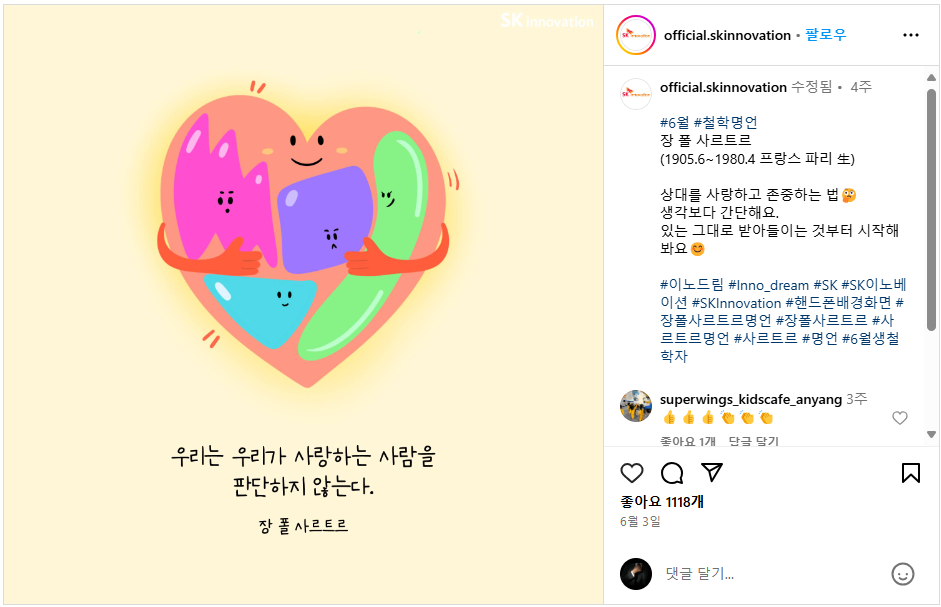 SK innovation
우리는 우리가 사랑하는 사람을
판단하지 않는다.
장 폴 사르트르
official.skinnovation • 팔로우
official.skinnovation 수정됨 • 4주
#6월 #철학명언
장 폴 사르트르
(1905.6~1980.4 프랑스 파리 生)
상대를 사랑하고 존중하는 법🤔
생각보다 간단해요.
있는 그대로 받아들이는 것부터 시작해
봐요😊
#이노드림 #Inno_dream #SK #SK이노베
이션 #SKInnovation #핸드폰배경화면 #
장폴사르트르명언 #장폴사르트르 #사
르트르명언 #사르트르 #명언 #6월생철
학자
superwings_kidscafe_anyang 3주
👍👍👍👏👏👏
좋아요 1개 답글 달기
좋아요 1118개
6월 3일
댓글 달기...